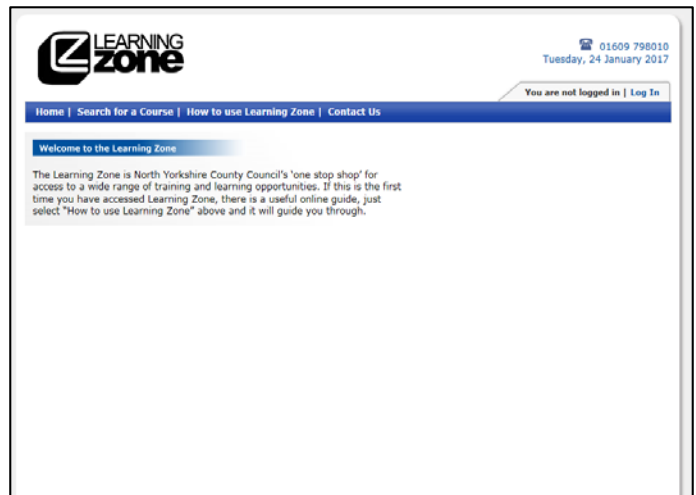 LEARNING
zone
01609 798010
Tuesday, 24 January 2017
You are not logged in | Log In
Home | Search for a Course | How to use Learning Zone | Contact Us
Welcome to the Learning Zone
The Learning Zone is North Yorkshire County Council's 'one stop shop' for
access to a wide range of training and learning opportunities. If this is the first
time you have accessed Learning Zone, there is a useful online guide, just
select "How to use Learning Zone" above and it will guide you through.